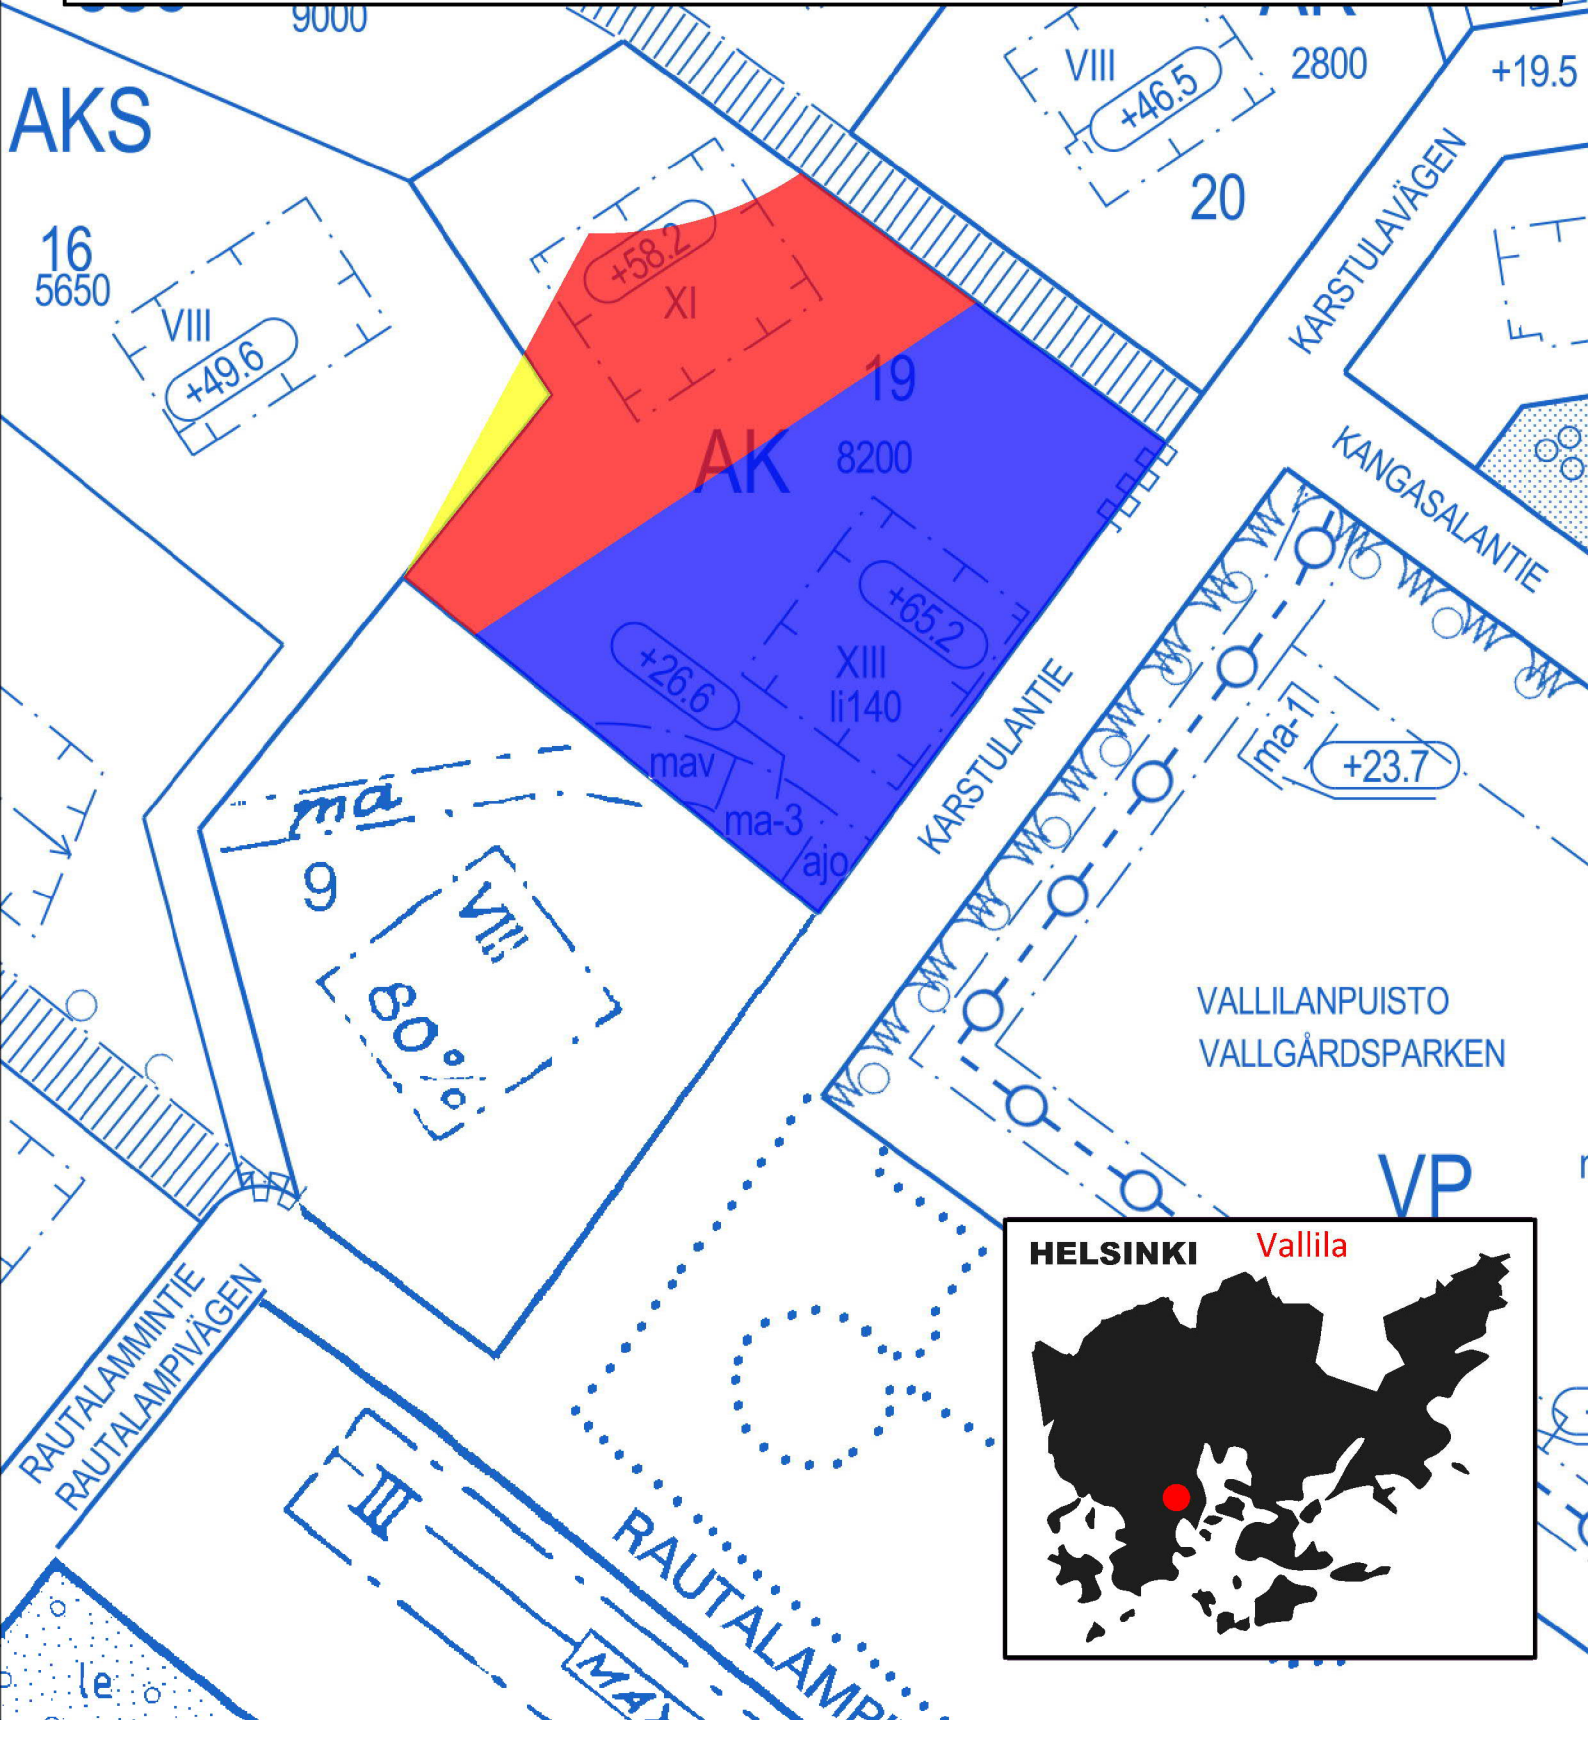 9000
VIII
2800
+46.5
+19.5
AKS
20
KARSTULAVÄGEN
16
5650
VIII
+49.6
+58.2
XI
19
AK
8200
KANGASALANTIE
+65.2
XIII
li140
+26.6
mav
ma-3
ajo
KARSTULANTIE
ma-1
+23.7
ma
9
VIII
80%
VALLILANPUISTO
VALLGÅRDSPARKEN
VP
HELSINKI
Vallila
RAUTALAMMINTIE
RAUTALAMPIVÄGEN
III
le